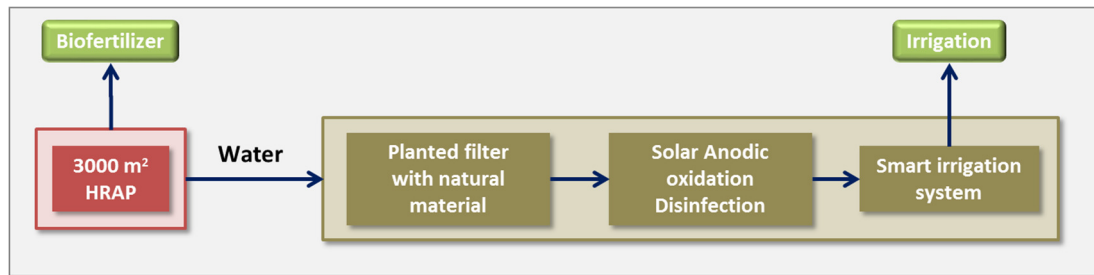 Biofertilizer
Irrigation
3000 m²
HRAP
Water
Planted filter
with natural
material
Solar Anodic
oxidation
Disinfection
Smart irrigation
system